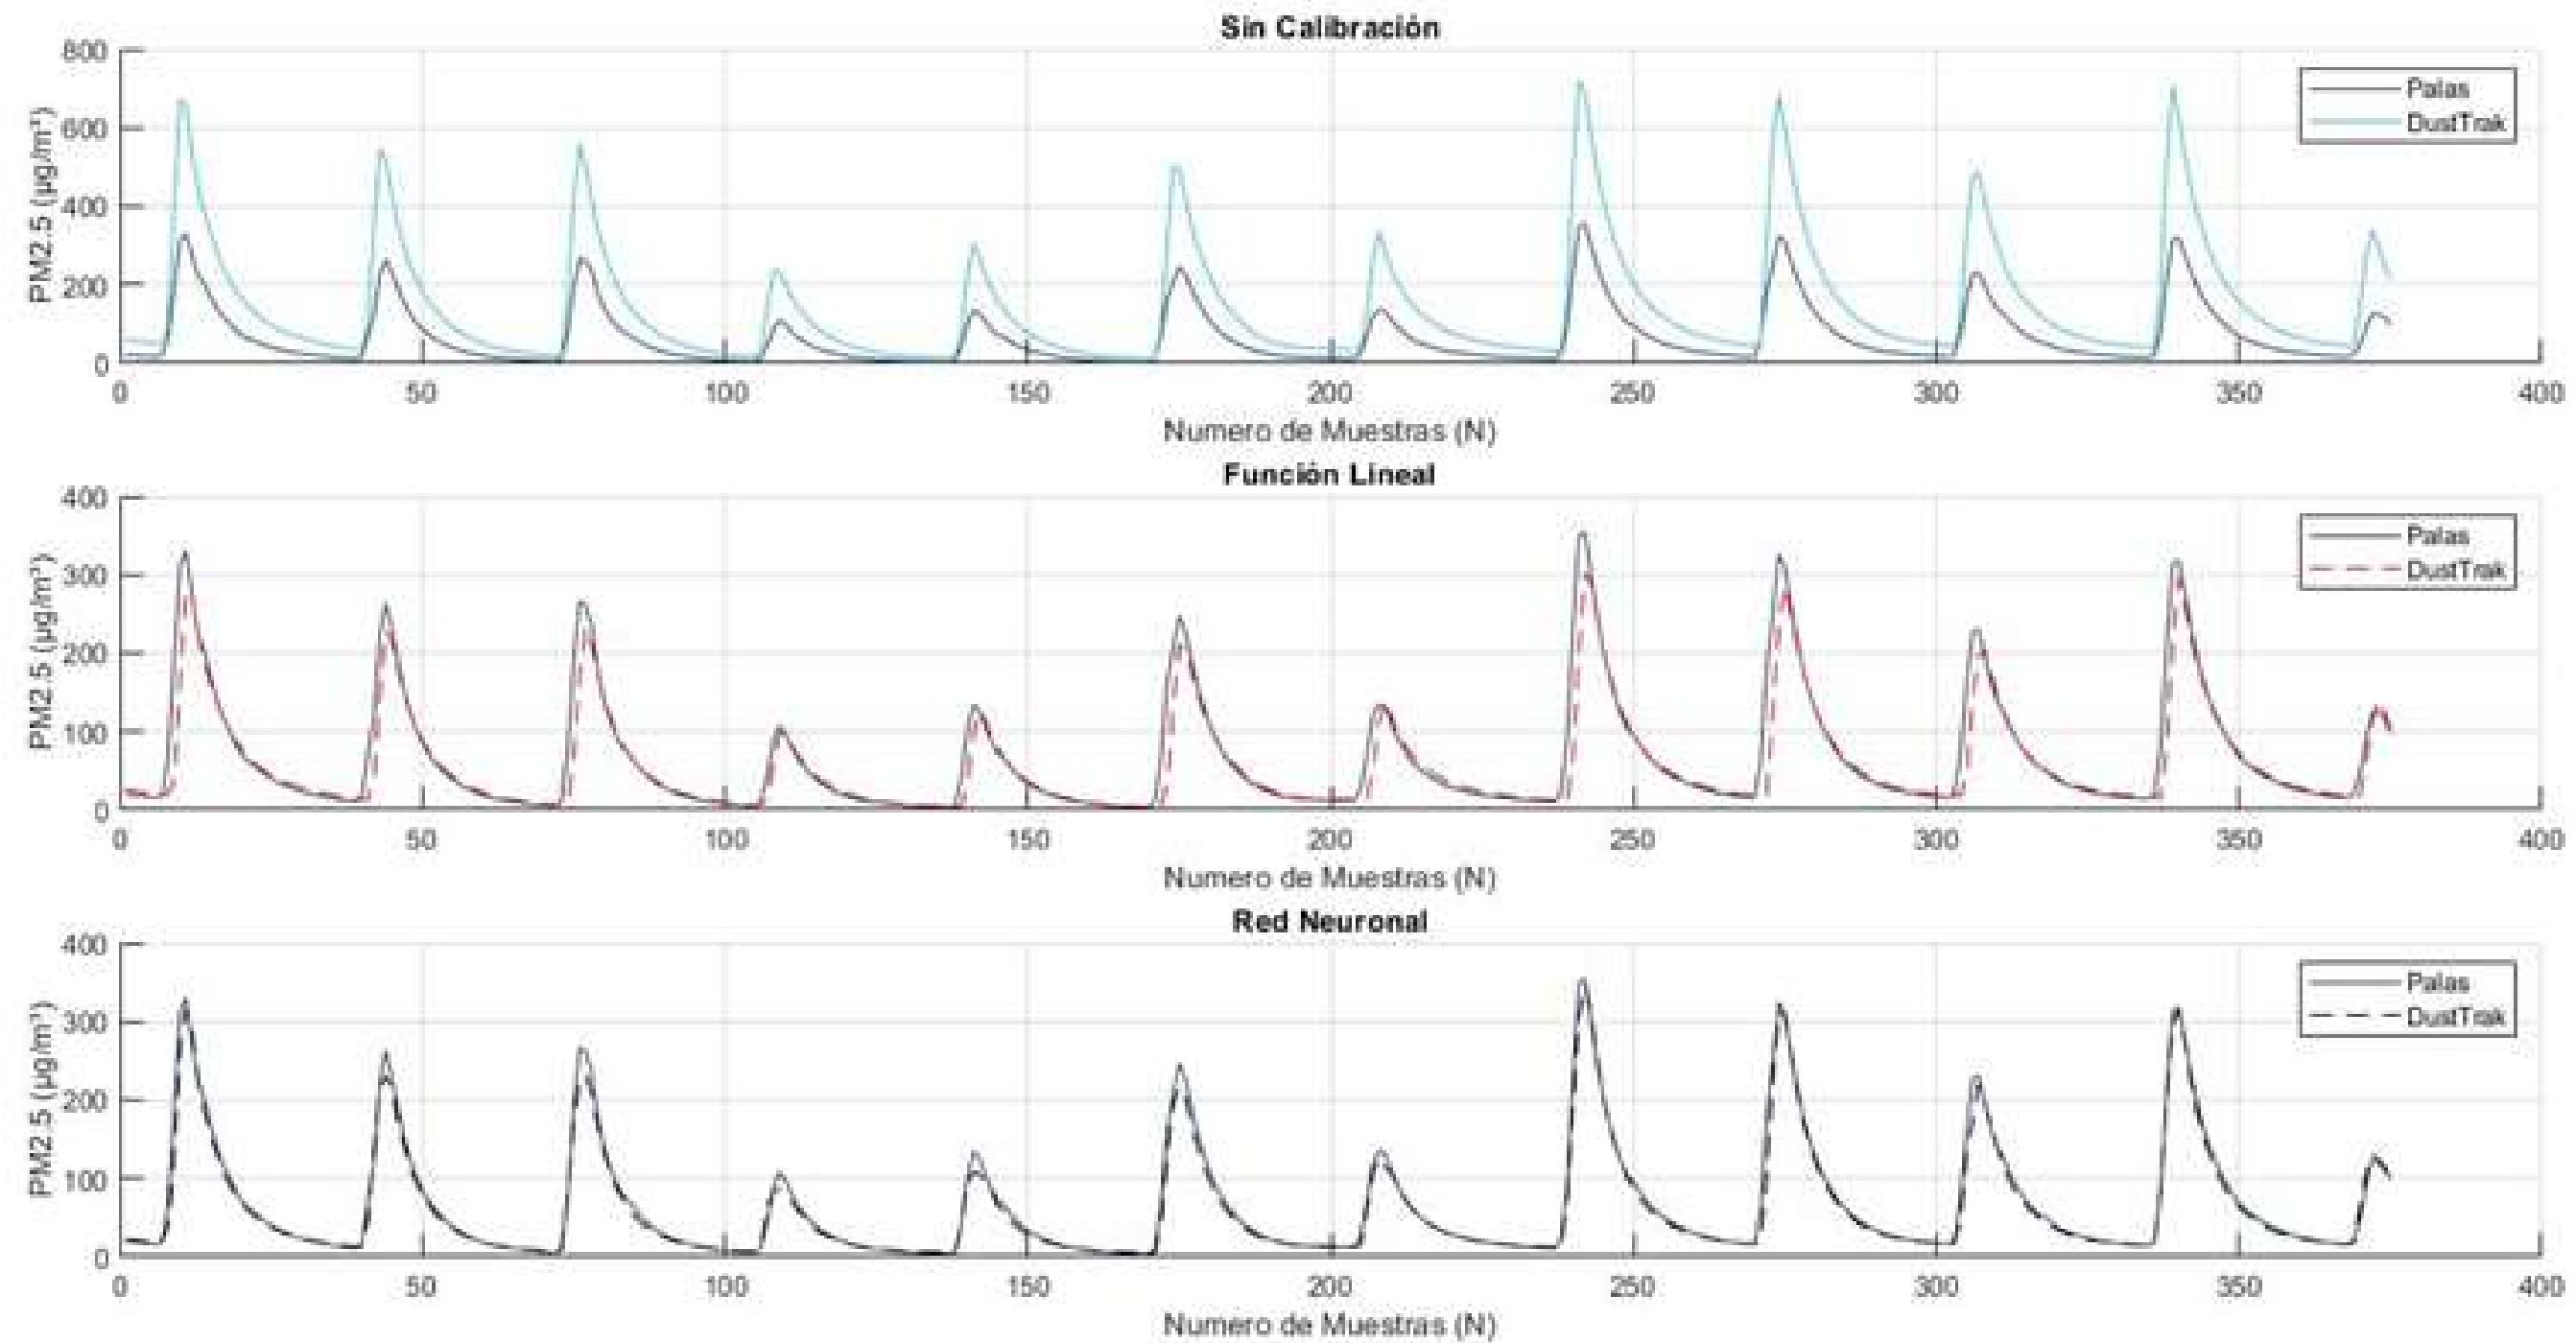 Sin Calibración
PM2.5 (µg/m³)
800
600
400
200
0
0 50 100 150 200 250 300 350 400
Numero de Muestras (N)
Palas
DustTrak
Función Lineal
PM2.5 (µg/m³)
400
300
200
100
0
0 50 100 150 200 250 300 350 400
Numero de Muestras (N)
Palas
DustTrak
Red Neuronal
PM2.5 (µg/m³)
400
300
200
100
0
0 50 100 150 200 250 300 350 400
Numero de Muestras (N)
Palas
DustTrak